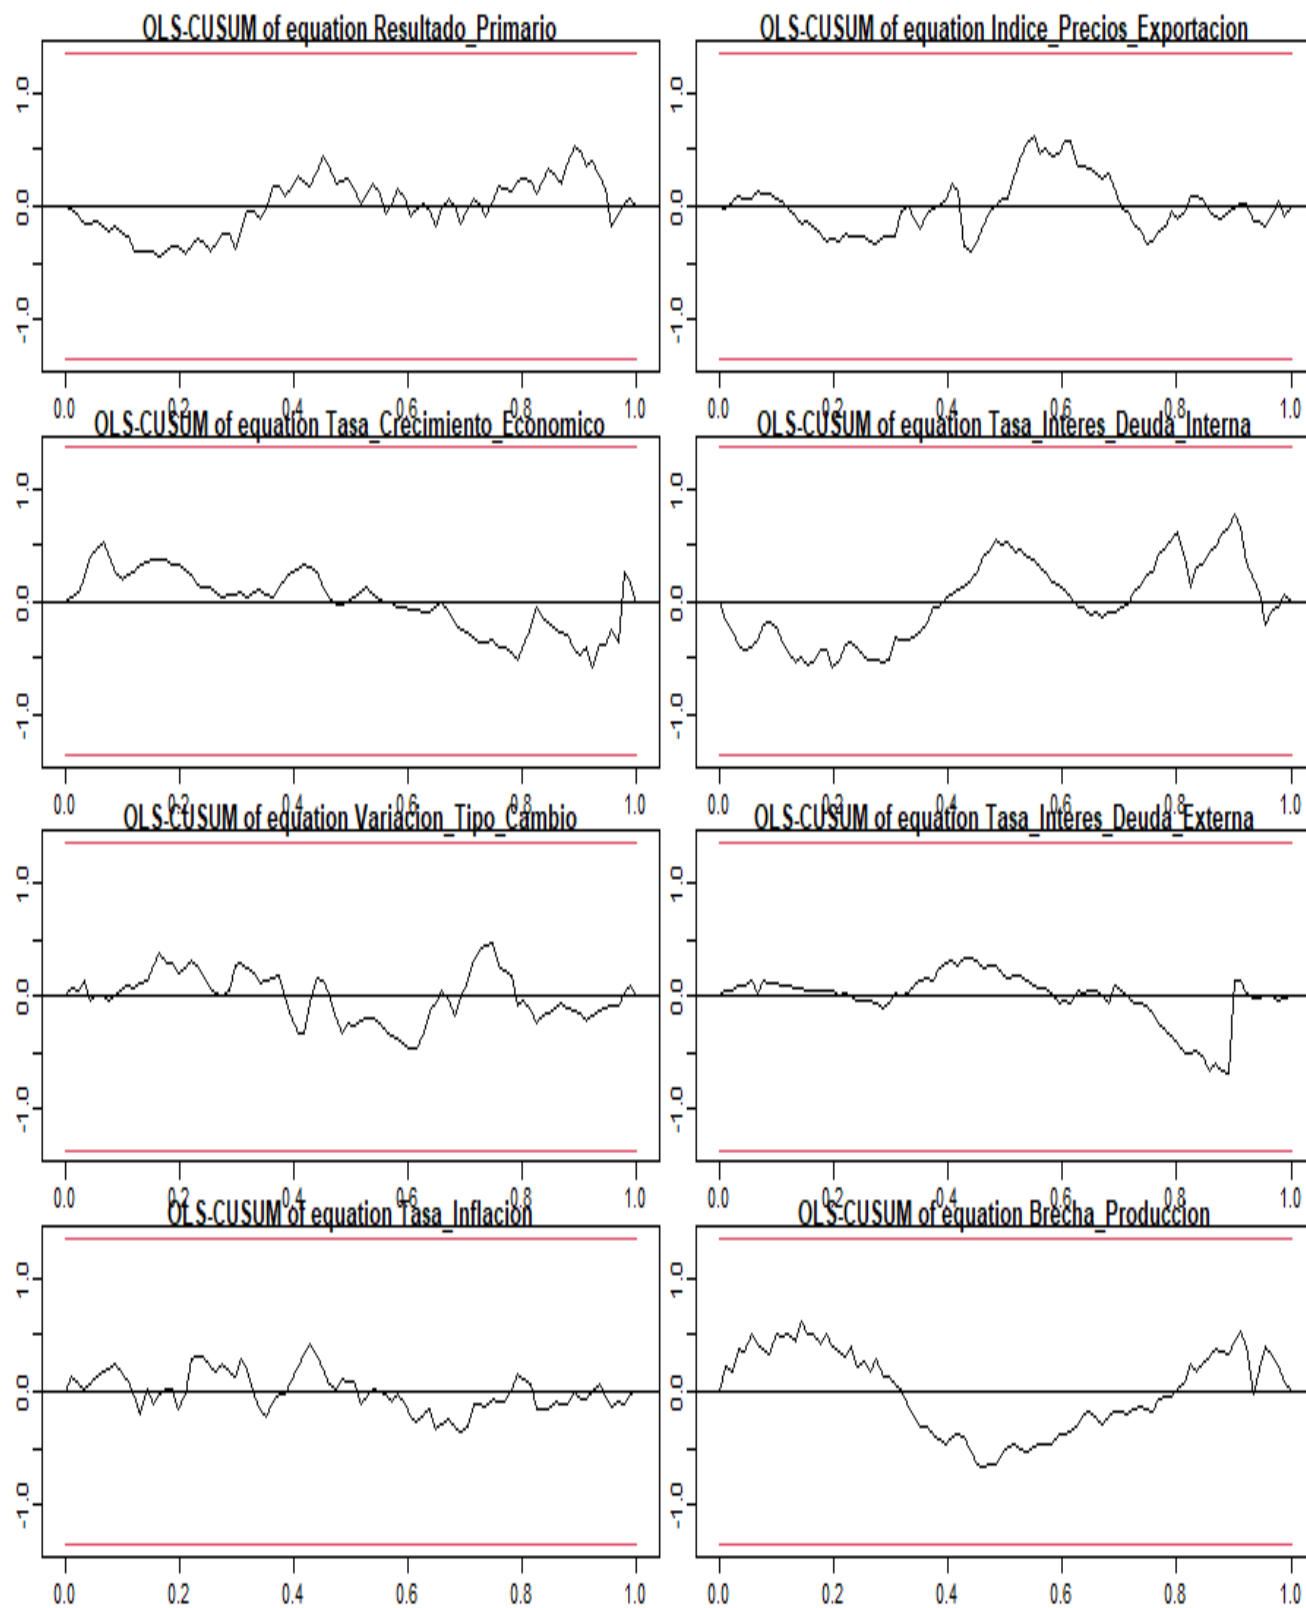 OLS-CUSUM of equation Resultado_Primario
1.0
0.0
-1.0
0.0 0.2 0.4 0.6 0.8 1.0
OLS-CUSUM of equation Indice_Precios_Exportacion
1.0
0.0
-1.0
0.0 0.2 0.4 0.6 0.8 1.0
OLS-CUSUM of equation Tasa_Crecimiento_Economico
1.0
0.0
-1.0
0.0 0.2 0.4 0.6 0.8 1.0
OLS-CUSUM of equation Tasa_Interes_Deuda_Interna
1.0
0.0
-1.0
0.0 0.2 0.4 0.6 0.8 1.0
OLS-CUSUM of equation Variacion_Tipo_Cambio
1.0
0.0
-1.0
0.0 0.2 0.4 0.6 0.8 1.0
OLS-CUSUM of equation Tasa_Interes_Deuda_Externa
1.0
0.0
-1.0
0.0 0.2 0.4 0.6 0.8 1.0
OLS-CUSUM of equation Tasa_Inflacion
1.0
0.0
-1.0
0.0 0.2 0.4 0.6 0.8 1.0
OLS-CUSUM of equation Brecha_Produccion
1.0
0.0
-1.0
0.0 0.2 0.4 0.6 0.8 1.0